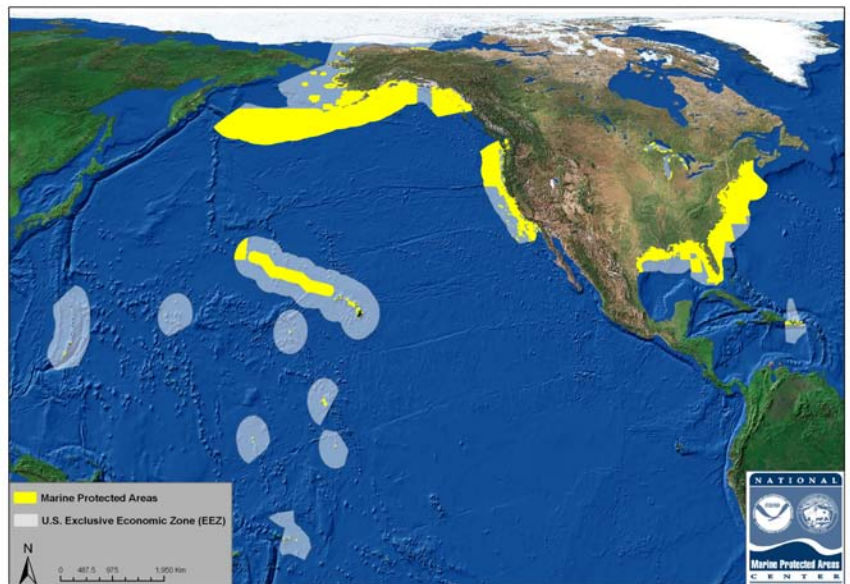 Marine Protected Areas
U.S. Exclusive Economic Zone (EEZ)
N
0 487.5 975 1,950 Km
NATIONAL
Marine Protected Areas
CENTER